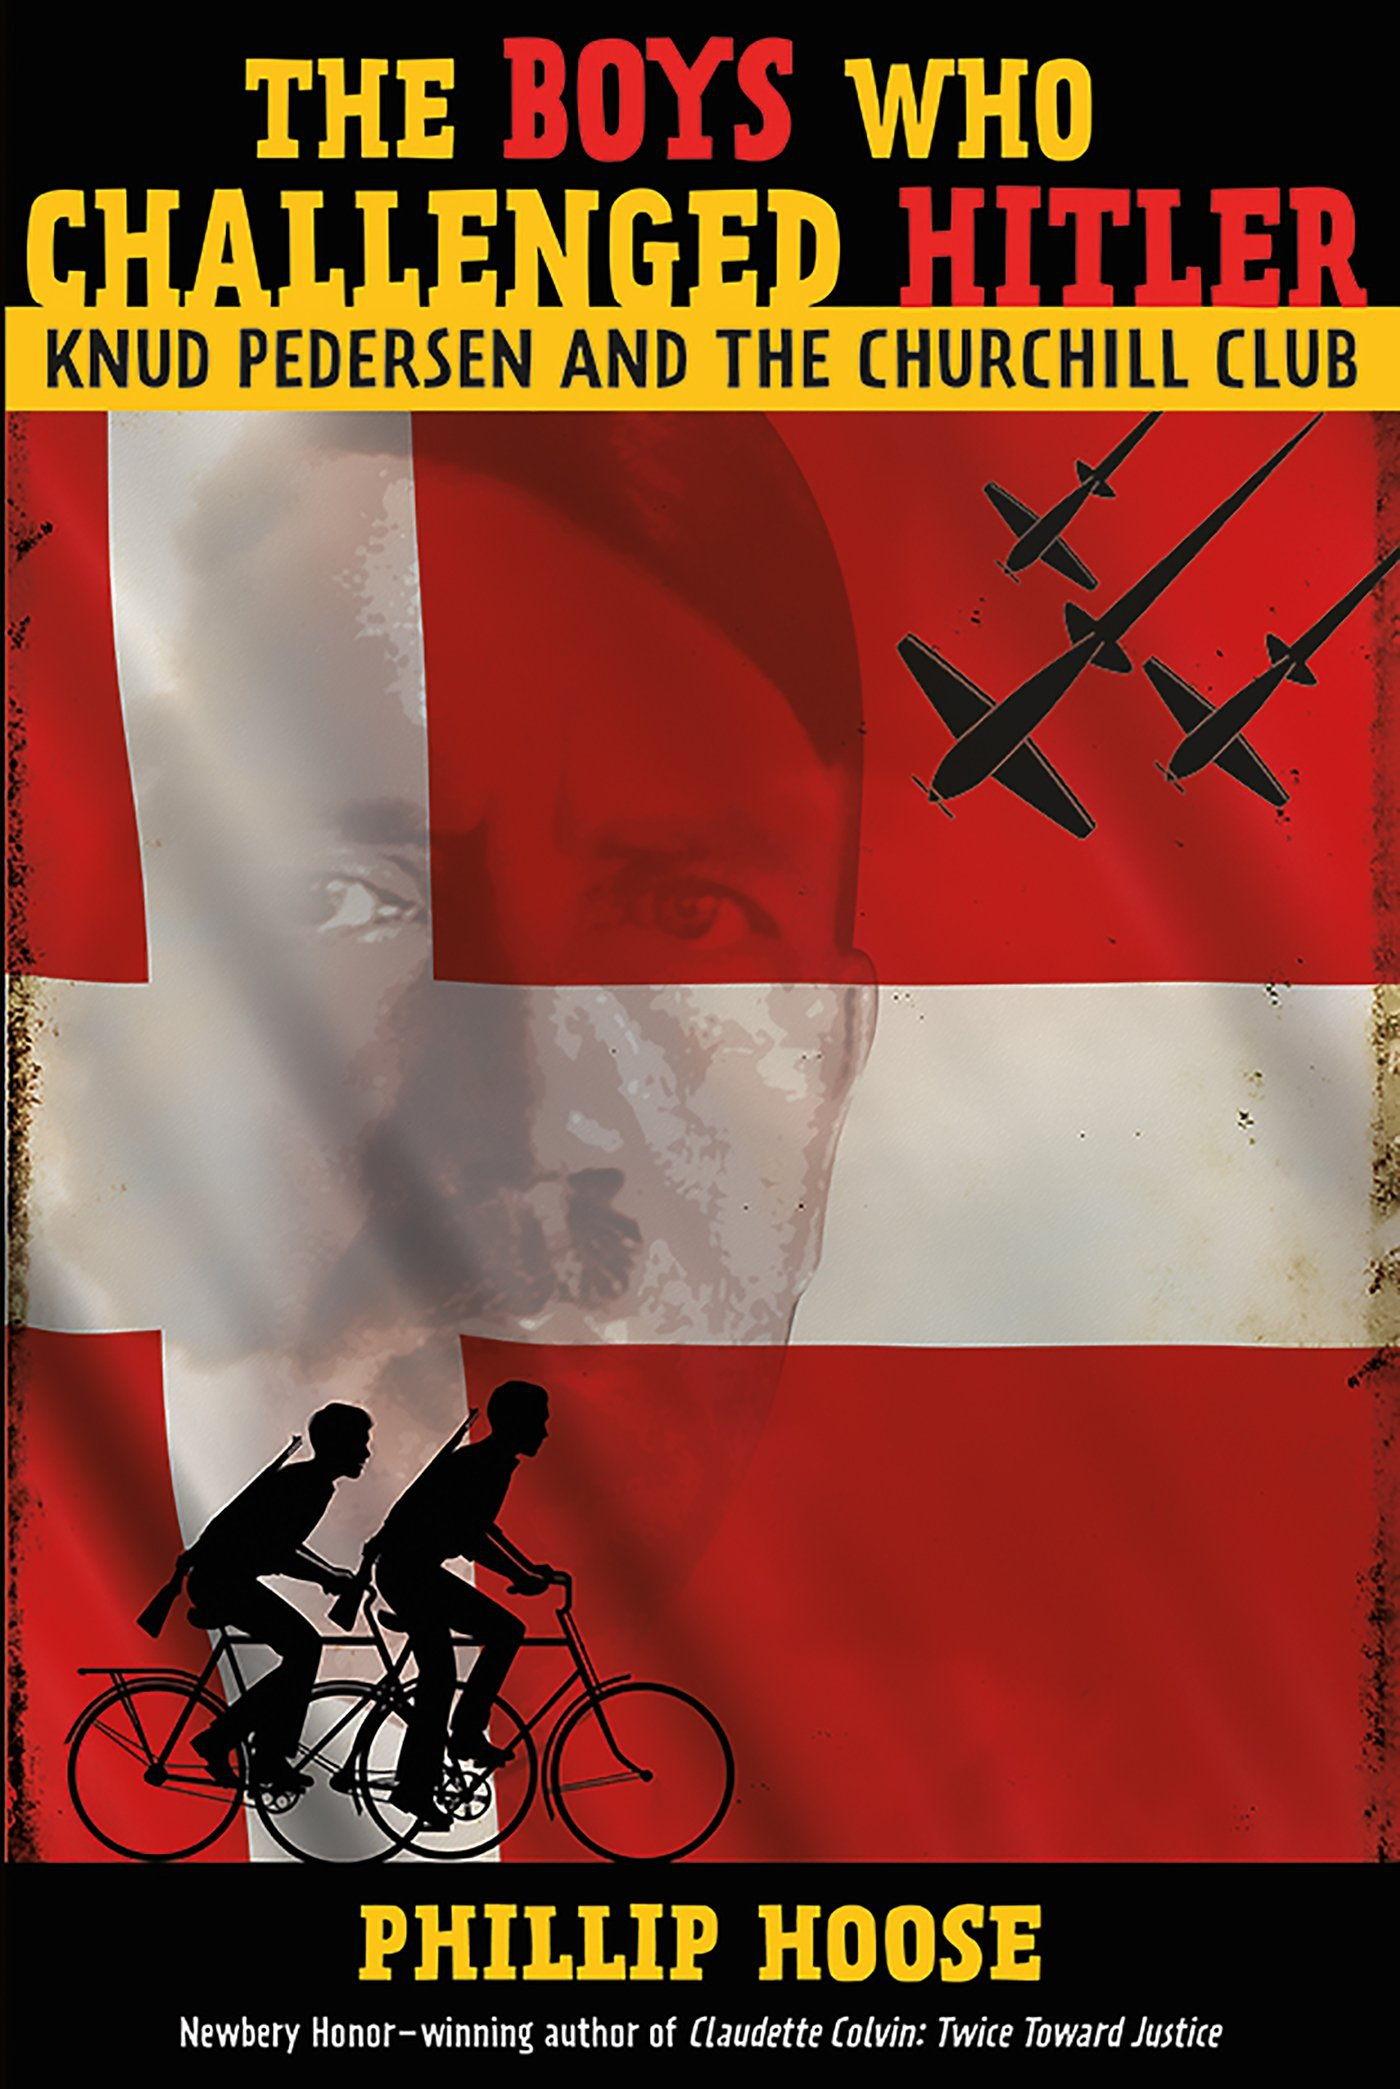 THE BOYS WHO
CHALLENGED HITLER
KNUD PEDERSEN AND THE CHURCHILL CLUB
PHILLIP HOOSE
Newbery Honor–winning author of Claudette Colvin: Twice Toward Justice